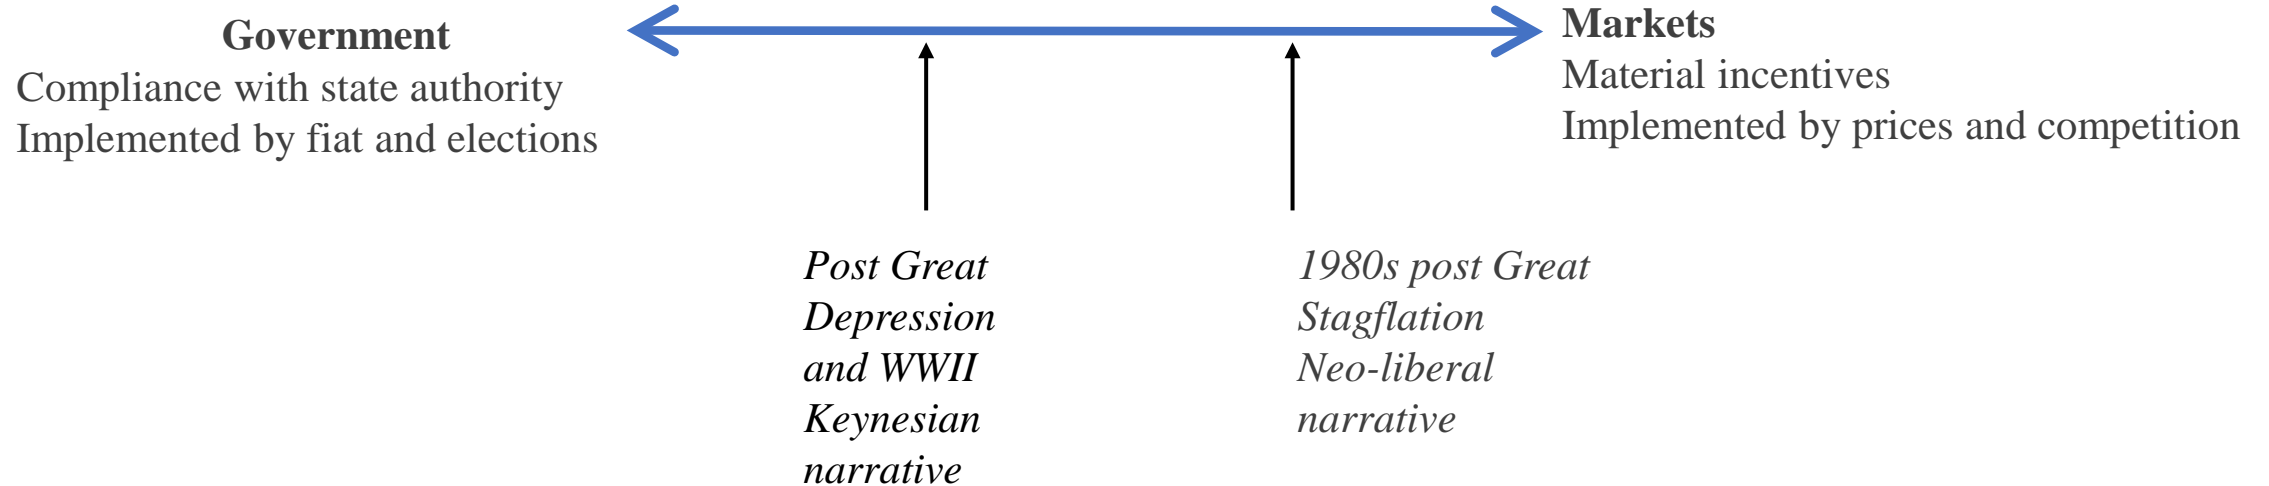 Government
Compliance with state authority
Implemented by fiat and elections
Markets
Material incentives
Implemented by prices and competition
Post Great
Depression
and WWII
Keynesian
narrative
1980s post Great
Stagflation
Neo-liberal
narrative